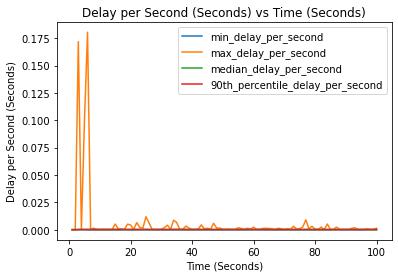 Delay per Second (Seconds) vs Time (Seconds)
min_delay_per_second
max_delay_per_second
median_delay_per_second
90th_percentile_delay_per_second
Delay per Second (Seconds)
0.175
0.150
0.125
0.100
0.075
0.050
0.025
0.000
0
20
40
60
80
100
Time (Seconds)